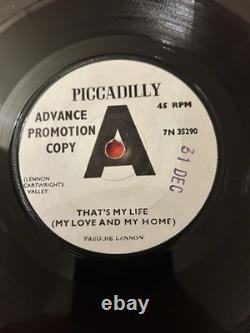 PICCADILLY
ADVANCE
PROMOTION
COPY
A
45 RPM
7N 35290
31 DEC
(LENNON
CARTWRIGHT)
VALLEY
THAT'S MY LIFE
(MY LOVE AND MY HOME)
FREDDIE LENNON